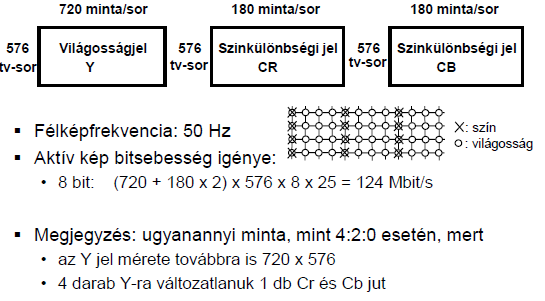 720 minta/sor 180 minta/sor 180 minta/sor
576 tv-sor Világosságjel Y 576 tv-sor Szinkülönbségi jel CR 576 tv-sor Szinkülönbségi jel CB
▪ Félképfrekvencia: 50 Hz
X: szín
o: világosság
▪ Aktív kép bitsebesség igénye:
• 8 bit: (720 + 180 x 2) x 576 x 8 x 25 = 124 Mbit/s
▪ Megjegyzés: ugyanannyi minta, mint 4:2:0 esetén, mert
• az Y jel mérete továbbra is 720 x 576
• 4 darab Y-ra változatlanuk 1 db Cr és Cb jut